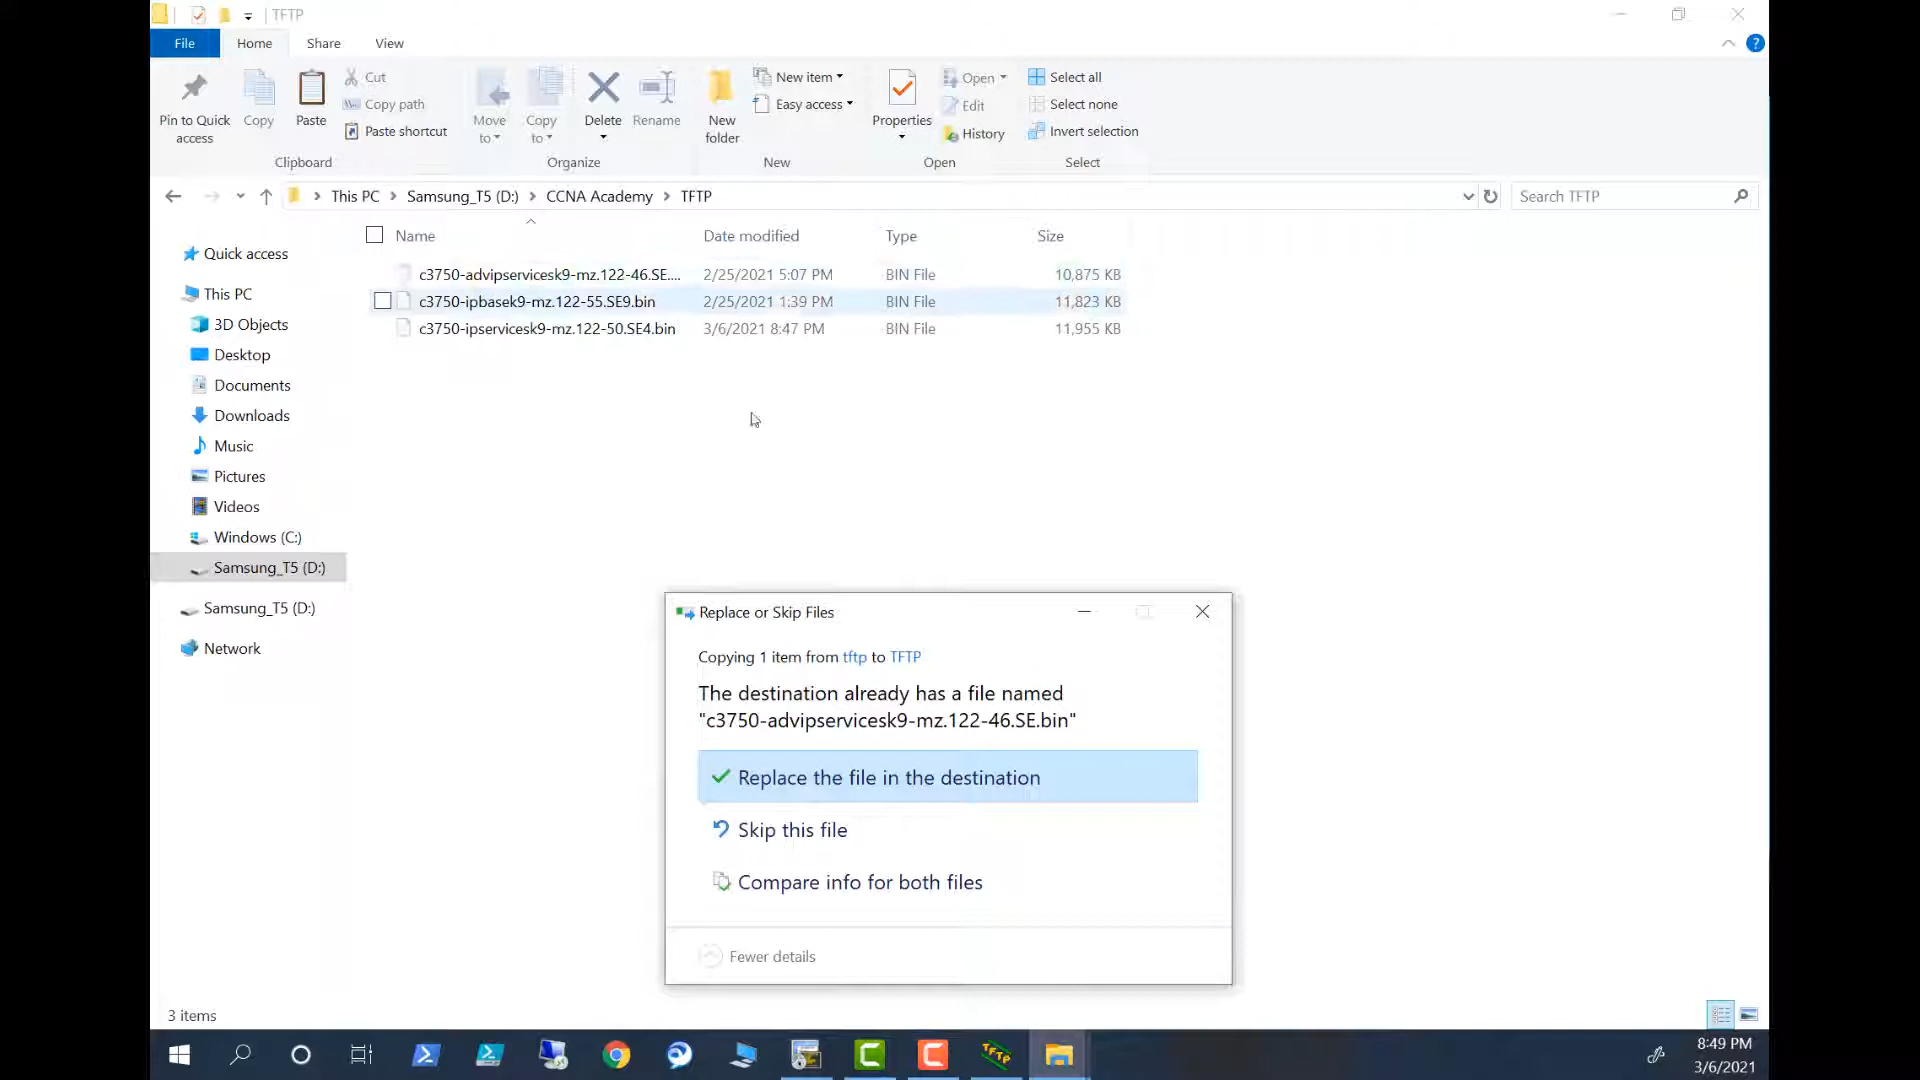 TFTP
File
Home
Share
View
Pin to Quick
access
Copy
Paste
Cut
Copy path
Paste shortcut
Clipboard
Move
to
Copy
to
Delete
Rename
Organize
New
folder
New item
Easy access
New
Properties
Open
Edit
History
Open
Select all
Select none
Invert selection
Select
This PC > Samsung_T5 (D:) > CCNA Academy > TFTP
Search TFTP
Name Date modified Type Size
c3750-advipservicesk9-mz.122-46.SE.... 2/25/2021 5:07 PM BIN File 10,875 KB
c3750-ipbasek9-mz.122-55.SE9.bin 2/25/2021 1:39 PM BIN File 11,823 KB
c3750-ipservicesk9-mz.122-50.SE4.bin 3/6/2021 8:47 PM BIN File 11,955 KB
Quick access
This PC
3D Objects
Desktop
Documents
Downloads
Music
Pictures
Videos
Windows (C:)
Samsung_T5 (D:)
Samsung_T5 (D:)
Network
Replace or Skip Files
Copying 1 item from tftp to TFTP
The destination already has a file named
"c3750-advipservicesk9-mz.122-46.SE.bin"
Replace the file in the destination
Skip this file
Compare info for both files
Fewer details
3 items
TFTP
8:49 PM
3/6/2021